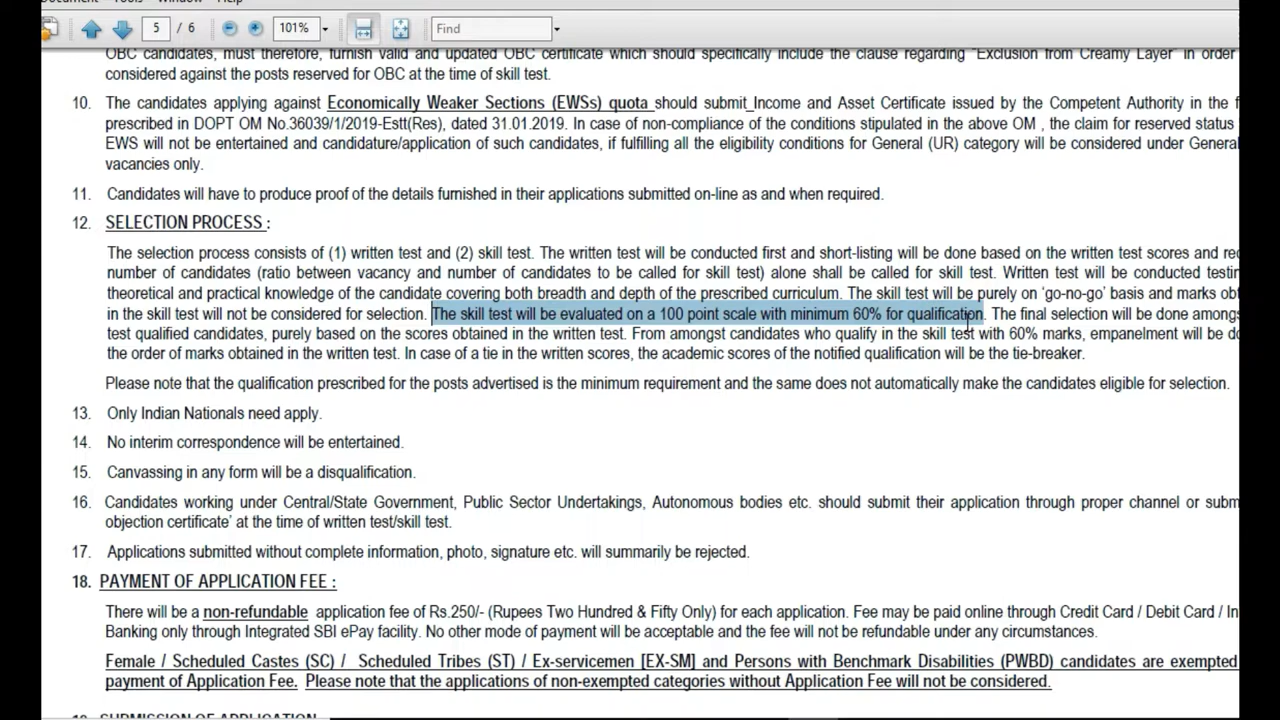 Tools
Help
5 / 6
101%
Find
OBC candidates, must therefore, furnish valid and updated OBC certificate which should specifically include the clause regarding "Exclusion from Creamy Layer" in order
considered against the posts reserved for OBC at the time of skill test.
10. The candidates applying against Economically Weaker Sections (EWSs) quota should submit Income and Asset Certificate issued by the Competent Authority in the
prescribed in DOPT OM No.36039/1/2019-Estt(Res), dated 31.01.2019. In case of non-compliance of the conditions stipulated in the above OM , the claim for reserved status
EWS will not be entertained and candidature/application of such candidates, if fulfilling all the eligibility conditions for General (UR) category will be considered under General
vacancies only.
11. Candidates will have to produce proof of the details furnished in their applications submitted on-line as and when required.
12. SELECTION PROCESS :
The selection process consists of (1) written test and (2) skill test. The written test will be conducted first and short-listing will be done based on the written test scores and
number of candidates (ratio between vacancy and number of candidates to be called for skill test) alone shall be called for skill test. Written test will be conducted
theoretical and practical knowledge of the candidate covering both breadth and depth of the prescribed curriculum. The skill test will be purely on 'go-no-go' basis and marks
in the skill test will not be considered for selection. The skill test will be evaluated on a 100 point scale with minimum 60% for qualification. The final selection will be done
test qualified candidates, purely based on the scores obtained in the written test. From amongst candidates who qualify in the skill test with 60% marks, empanelment will be
the order of marks obtained in the written test. In case of a tie in the written scores, the academic scores of the notified qualification will be the tie-breaker.
Please note that the qualification prescribed for the posts advertised is the minimum requirement and the same does not automatically make the candidates eligible for selection.
13. Only Indian Nationals need apply.
14. No interim correspondence will be entertained.
15. Canvassing in any form will be a disqualification.
16. Candidates working under Central/State Government, Public Sector Undertakings, Autonomous bodies etc. should submit their application through proper channel or
objection certificate' at the time of written test/skill test.
17. Applications submitted without complete information, photo, signature etc. will summarily be rejected.
18. PAYMENT OF APPLICATION FEE :
There will be a non-refundable application fee of Rs.250/- (Rupees Two Hundred & Fifty Only) for each application. Fee may be paid online through Credit Card / Debit Card /
Banking only through Integrated SBI ePay facility. No other mode of payment will be acceptable and the fee will not be refundable under any circumstances.
Female / Scheduled Castes (SC) / Scheduled Tribes (ST) / Ex-servicemen [EX-SM] and Persons with Benchmark Disabilities (PWBD) candidates are exempted
payment of Application Fee. Please note that the applications of non-exempted categories without Application Fee will not be considered.
SUBMISSION OF APPLICATION